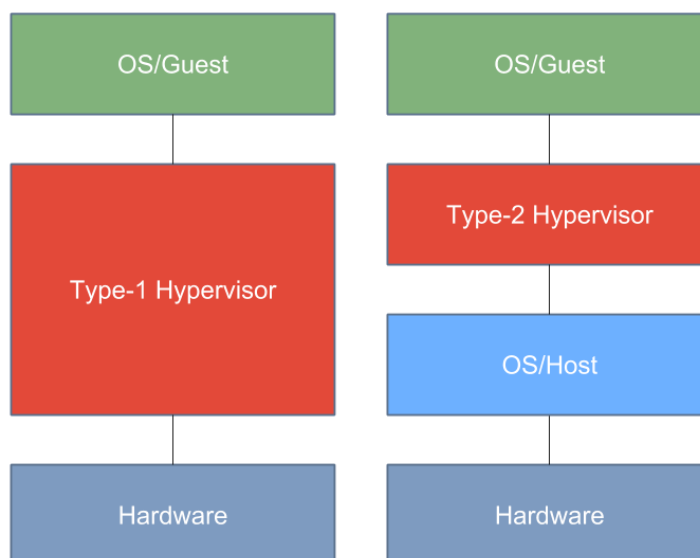 OS/Guest
Type-1 Hypervisor
Hardware
OS/Guest
Type-2 Hypervisor
OS/Host
Hardware